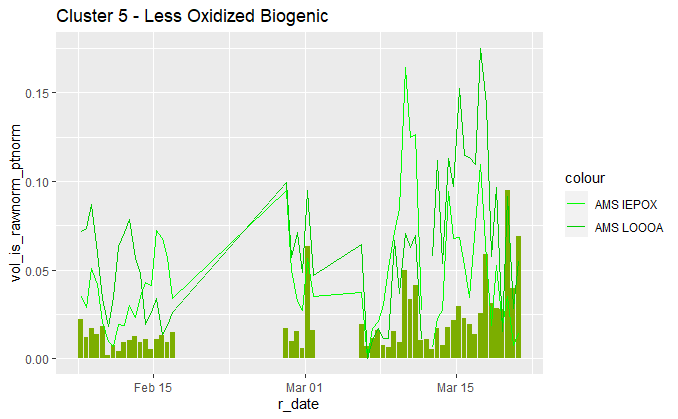 Cluster 5 - Less Oxidized Biogenic
vol_is_rawnorm_ptnorm
0.15
0.10
0.05
0.00
Feb 15
Mar 01
Mar 15
r_date
colour
AMS IEPOX
AMS LOOOA